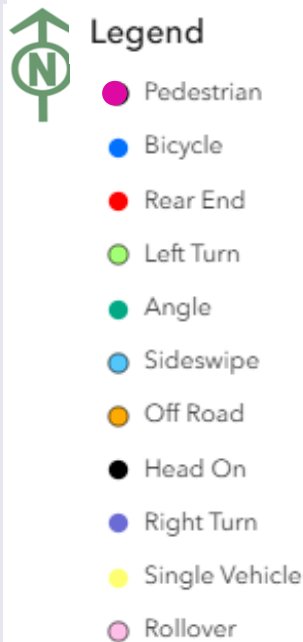 N
Legend
Pedestrian
Bicycle
Rear End
Left Turn
Angle
Sideswipe
Off Road
Head On
Right Turn
Single Vehicle
Rollover